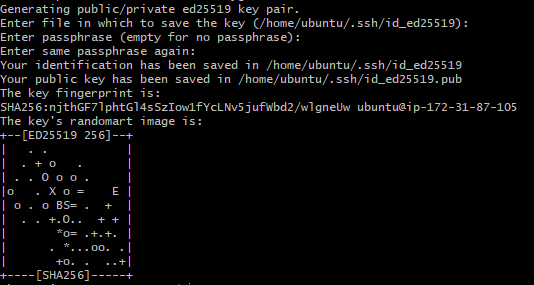 Generating public/private ed25519 key pair.
Enter file in which to save the key (/home/ubuntu/.ssh/id_ed25519):
Enter passphrase (empty for no passphrase):
Enter same passphrase again:
Your identification has been saved in /home/ubuntu/.ssh/id_ed25519
Your public key has been saved in /home/ubuntu/.ssh/id_ed25519.pub
The key fingerprint is:
SHA256:njthGF7lphtGl4sSzIow1fYcLNv5jufWbd2/wlgneUw ubuntu@ip-172-31-87-105
The key's randomart image is:
+--[ED25519 256]--+
|   . .           |
|  . + o   .      |
| . . O o o .     |
|o   . X o =    E |
| o . o BS= .  +  |
|  . . +.O..  + + |
|       *o= .+.+. |
|      . *...oo. .|
|       +o. .  ..+|
+----[SHA256]-----+